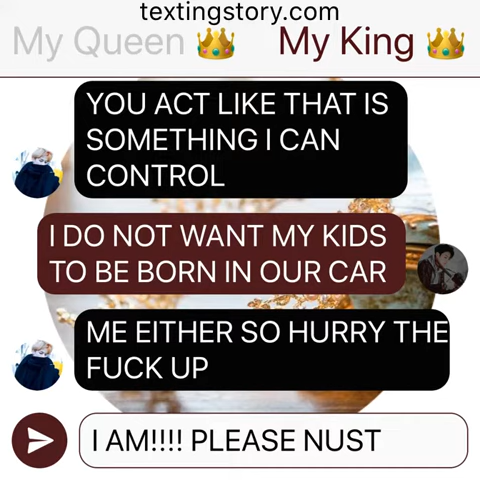 textingstory.com
My Queen 👑 My King 👑
YOU ACT LIKE THAT IS
SOMETHING I CAN
CONTROL
I DO NOT WANT MY KIDS
TO BE BORN IN OUR CAR
ME EITHER SO HURRY THE
FUCK UP
I AM!!!! PLEASE NUST